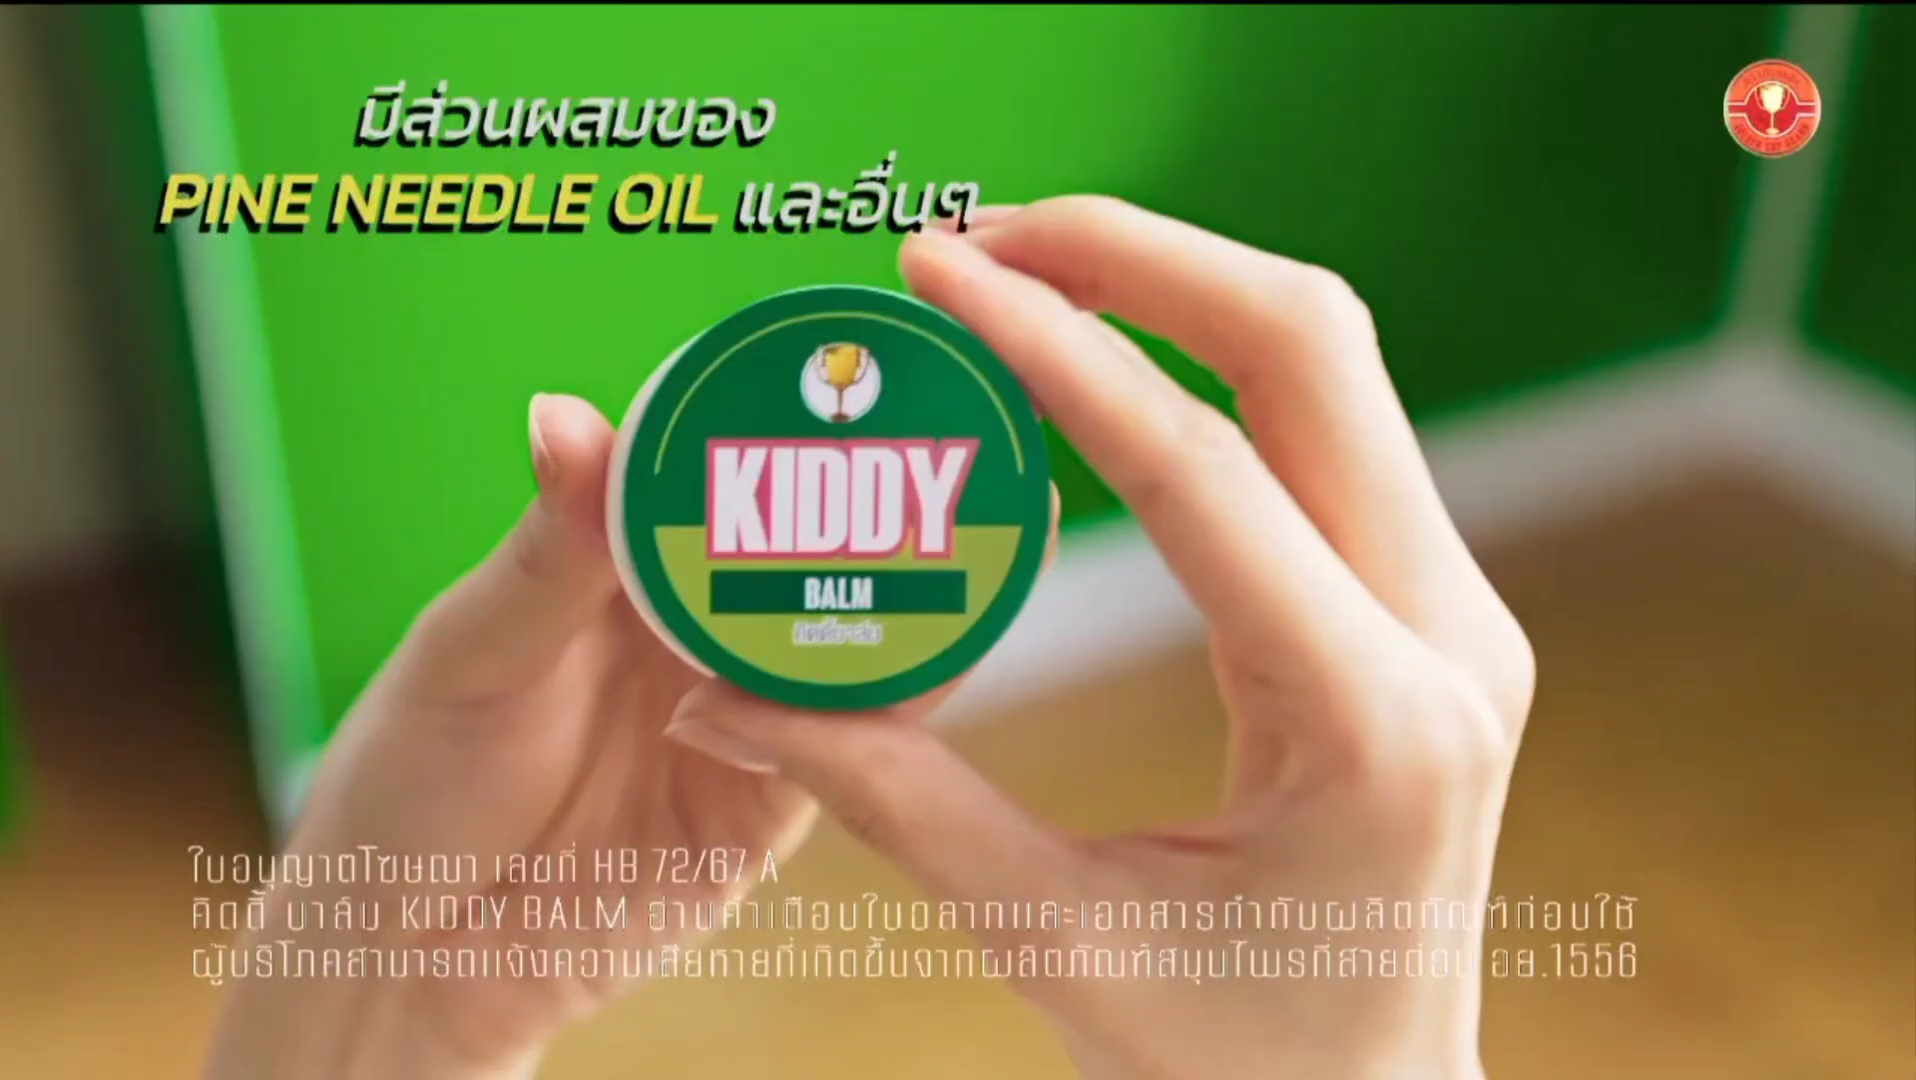 มีส่วนผสมของ
PINE NEEDLE OIL และอื่นๆ
KIDDY
BALM
คิดดี้บาล์ม
ใบอนุญาตโฆษณา เลขที่ HB 72/67 A
คิดดี้ บาล์ม KIDDY BALM อ่านคำเตือนในฉลากและเอกสารกำกับผลิตภัณฑ์ก่อนใช้
ผู้บริโภคสามารถแจ้งความเสียหายที่เกิดขึ้นจากผลิตภัณฑ์สมุนไพรที่สายด่วน อย.1556